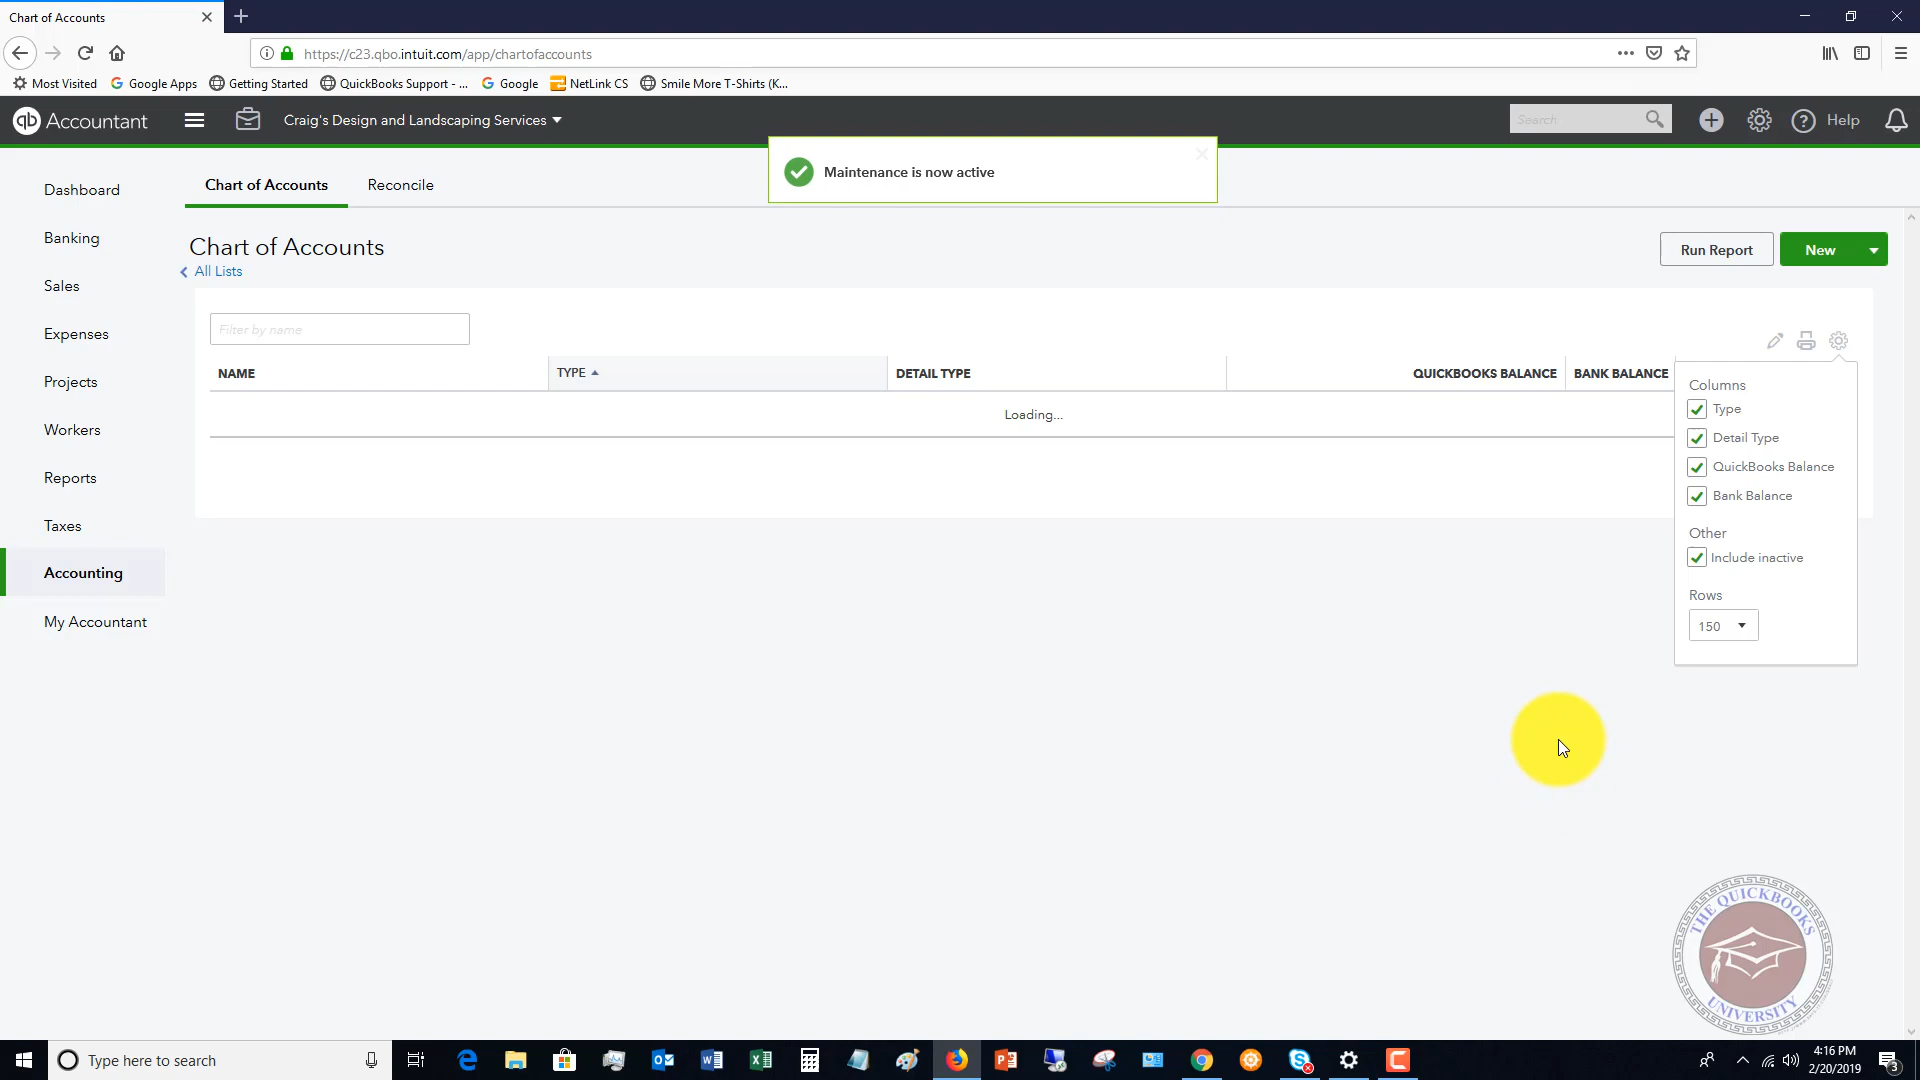 Chart of Accounts
https://c23.qbo.intuit.com/app/chartofaccounts
Most Visited Google Apps Getting Started QuickBooks Support - ... Google NetLink CS Smile More T-Shirts (K...
qb Accountant Craig's Design and Landscaping Services Search Help
Maintenance is now active
Dashboard
Banking
Sales
Expenses
Projects
Workers
Reports
Taxes
Accounting
My Accountant
Chart of Accounts Reconcile
Chart of Accounts
All Lists
Run Report New
Filter by name
NAME TYPE DETAIL TYPE QUICKBOOKS BALANCE BANK BALANCE
Loading...
Columns
Type
Detail Type
QuickBooks Balance
Bank Balance
Other
Include inactive
Rows
150
THE QUICKBOOKS
UNIVERSITY
Type here to search
4:16 PM
2/20/2019
3